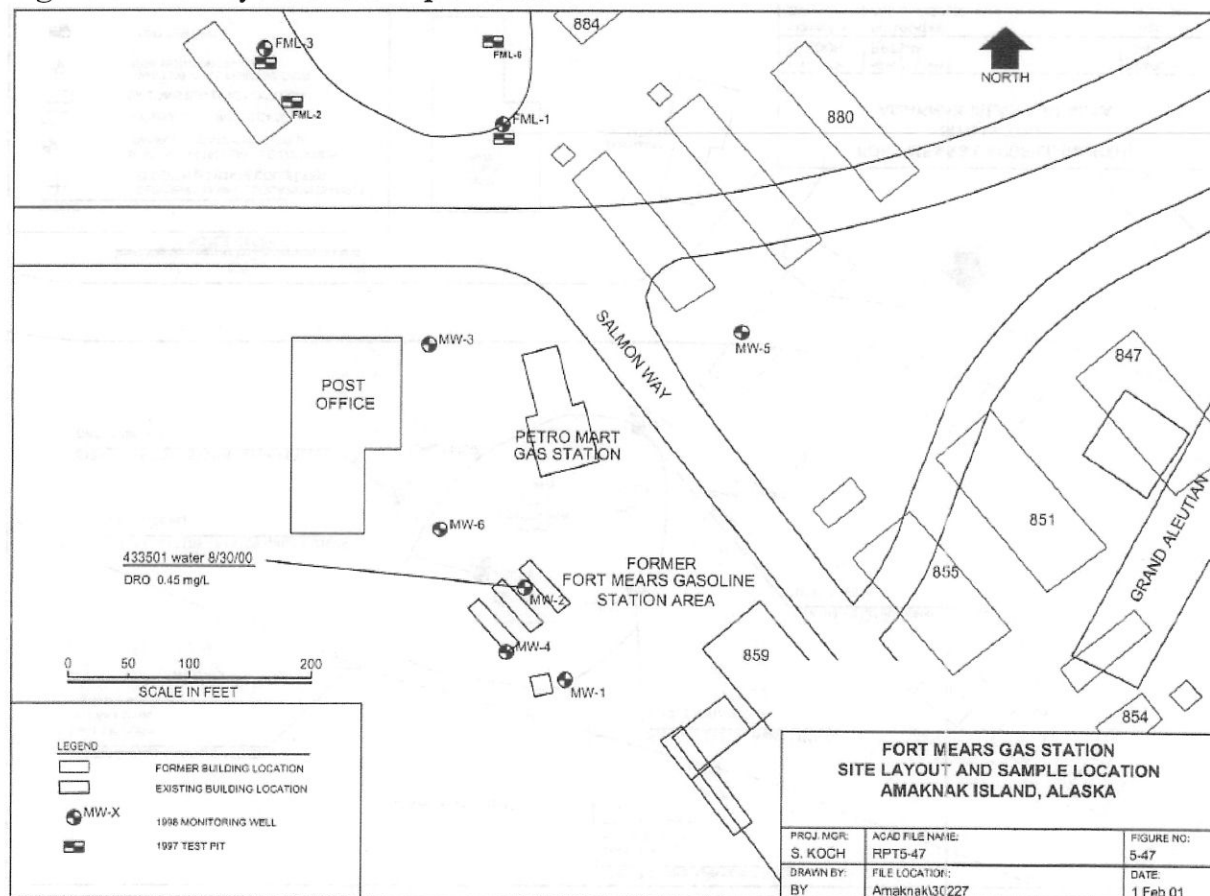 884
FML-3
FML-6
NORTH
FML-2
FML-1
880
SALMON WAY
MW-3
MW-5
847
POST
OFFICE
PETRO MART
GAS STATION
MW-6
851
GRAND ALEUTIAN
433501 water 8/30/00
DRO 0.45 mg/L
FORMER
FORT MEARS GASOLINE
STATION AREA
855
MW-2
MW-4
859
0 50 100 200
SCALE IN FEET
MW-1
854
LEGEND
FORMER BUILDING LOCATION
EXISTING BUILDING LOCATION
MW-X 1998 MONITORING WELL
1997 TEST PIT
FORT MEARS GAS STATION
SITE LAYOUT AND SAMPLE LOCATION
AMAKNAK ISLAND, ALASKA
PROJ. MGR: ACAD FILE NAME: FIGURE NO:
S. KOCH RPT5-47 5-47
DRAWN BY: FILE LOCATION: DATE:
BY Amaknak\30227 1 Feb 01